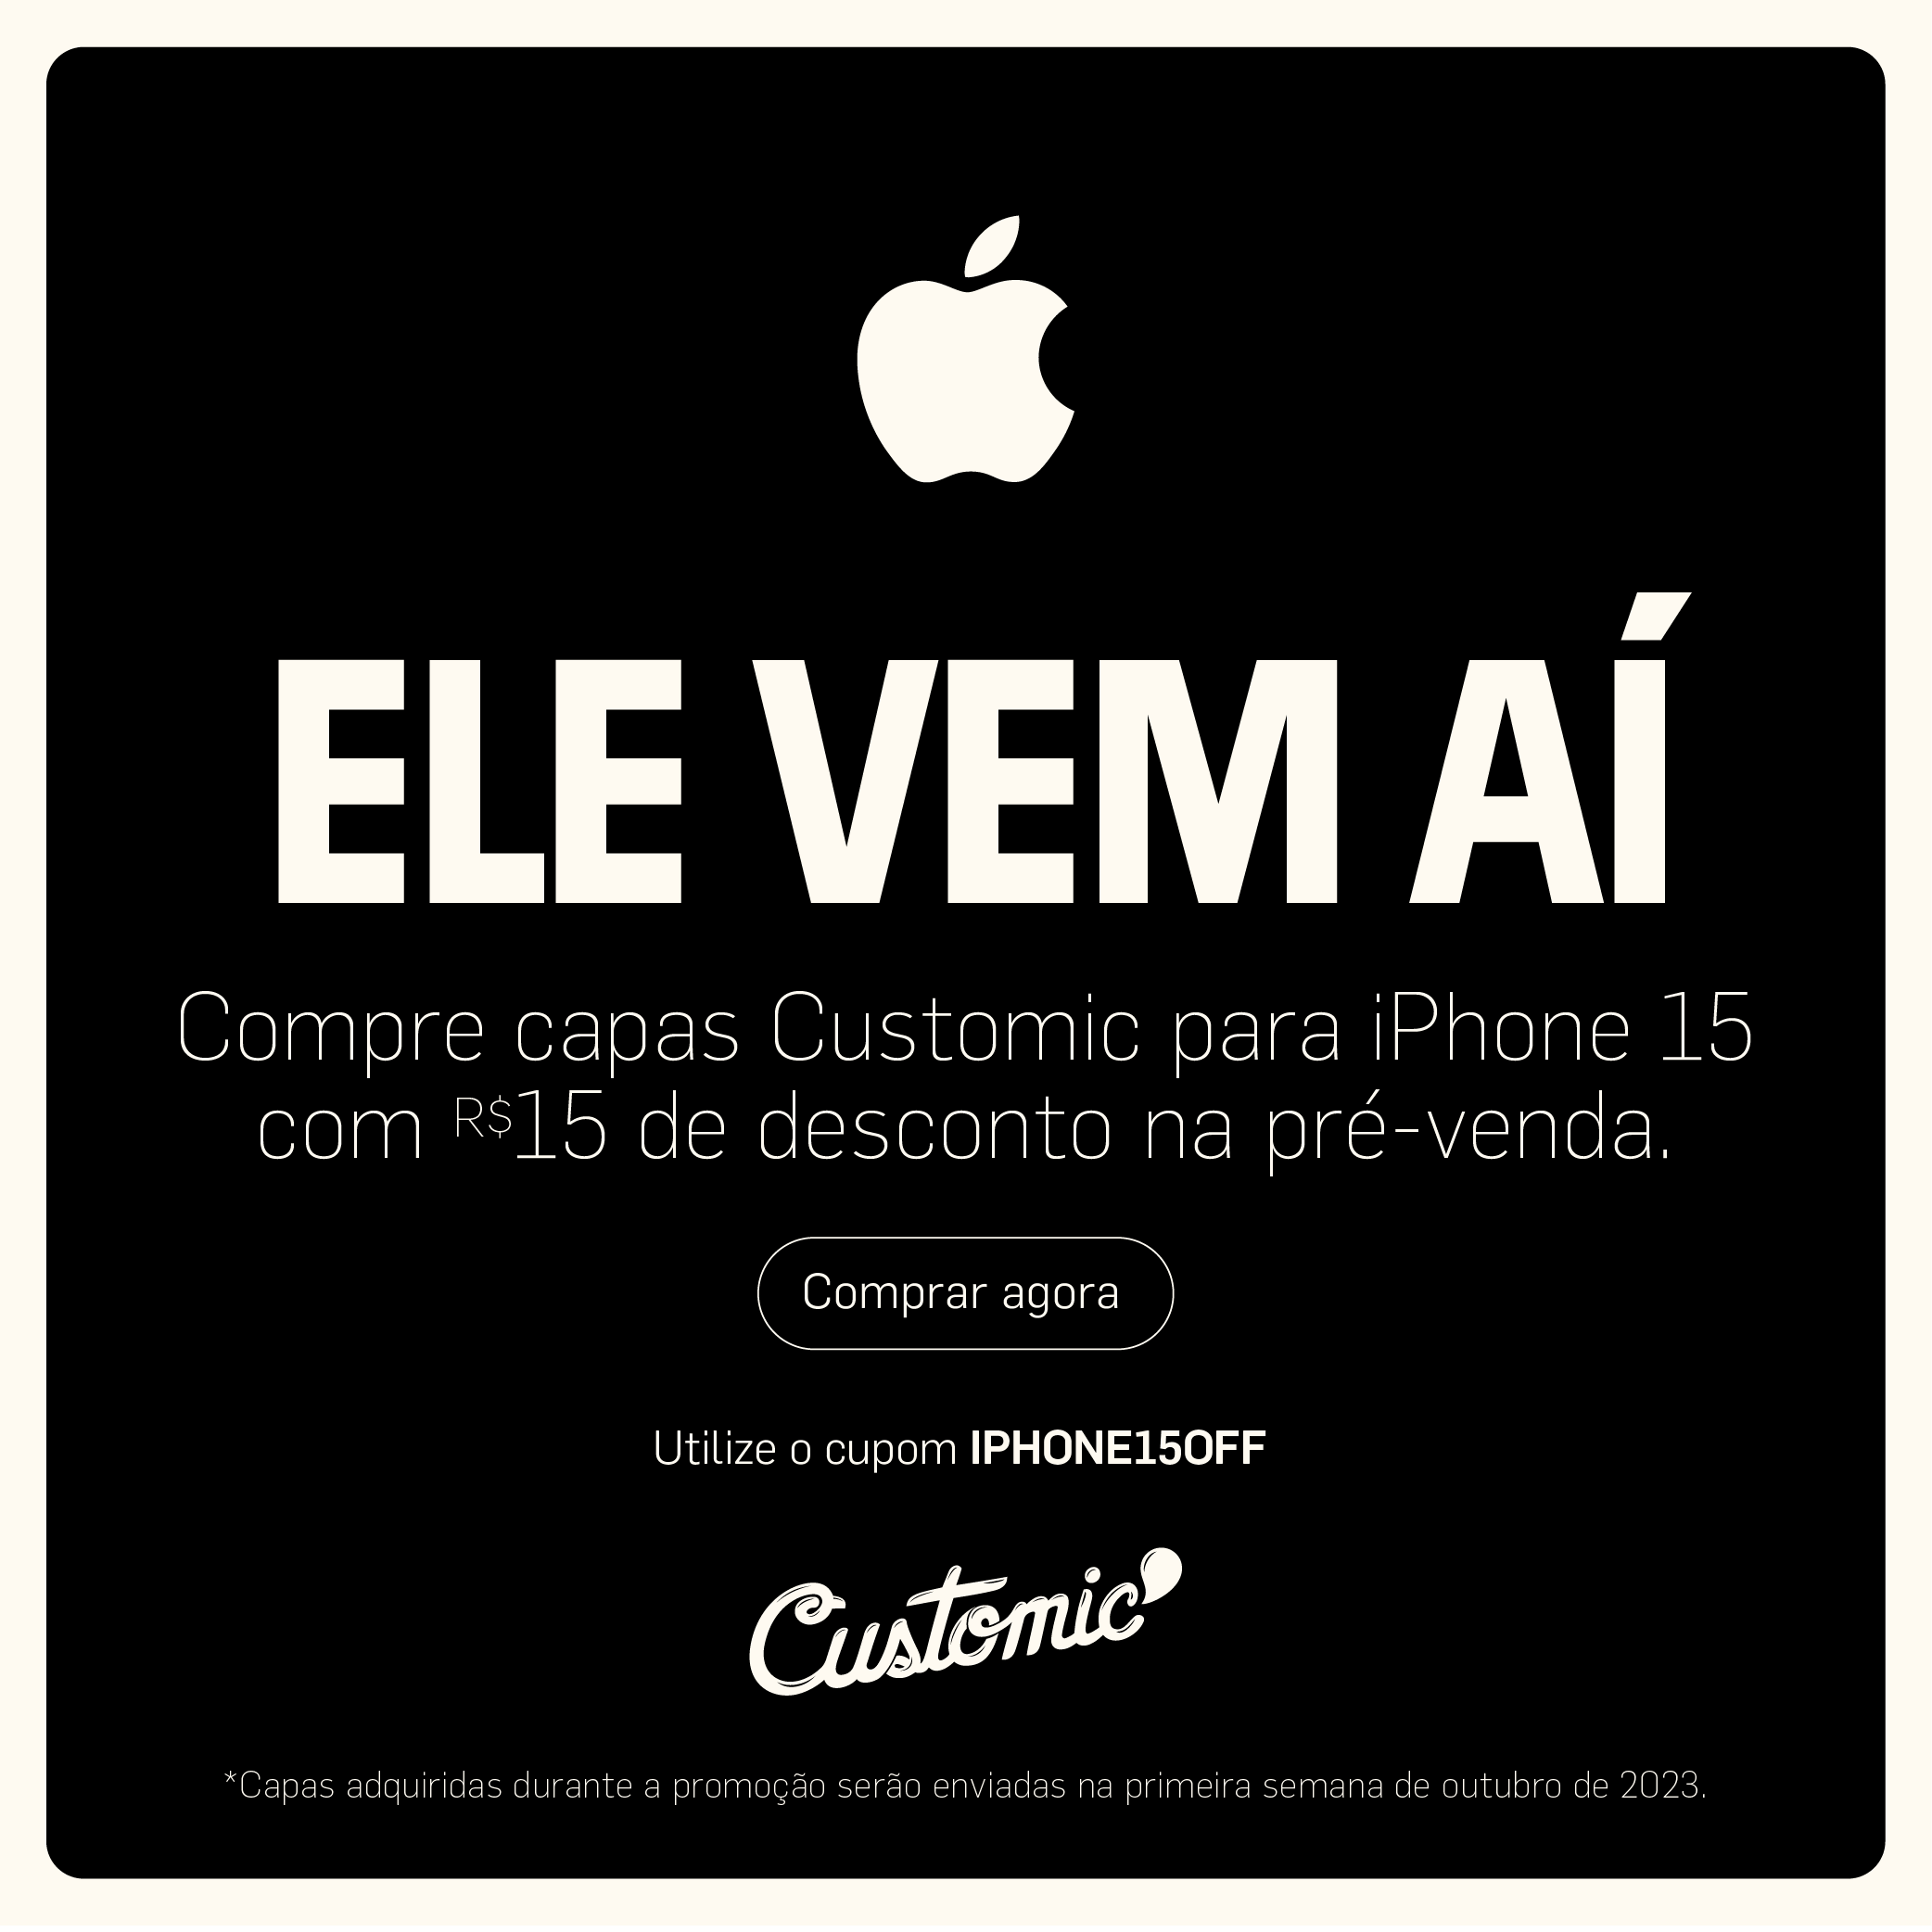 ELE VEM AÍ
Compre capas Customic para iPhone 15
com R$15 de desconto na pré-venda.
Comprar agora
Utilize o cupom IPHONE15OFF
Customic
*Capas adquiridas durante a promoção serão enviadas na primeira semana de outubro de 2023.